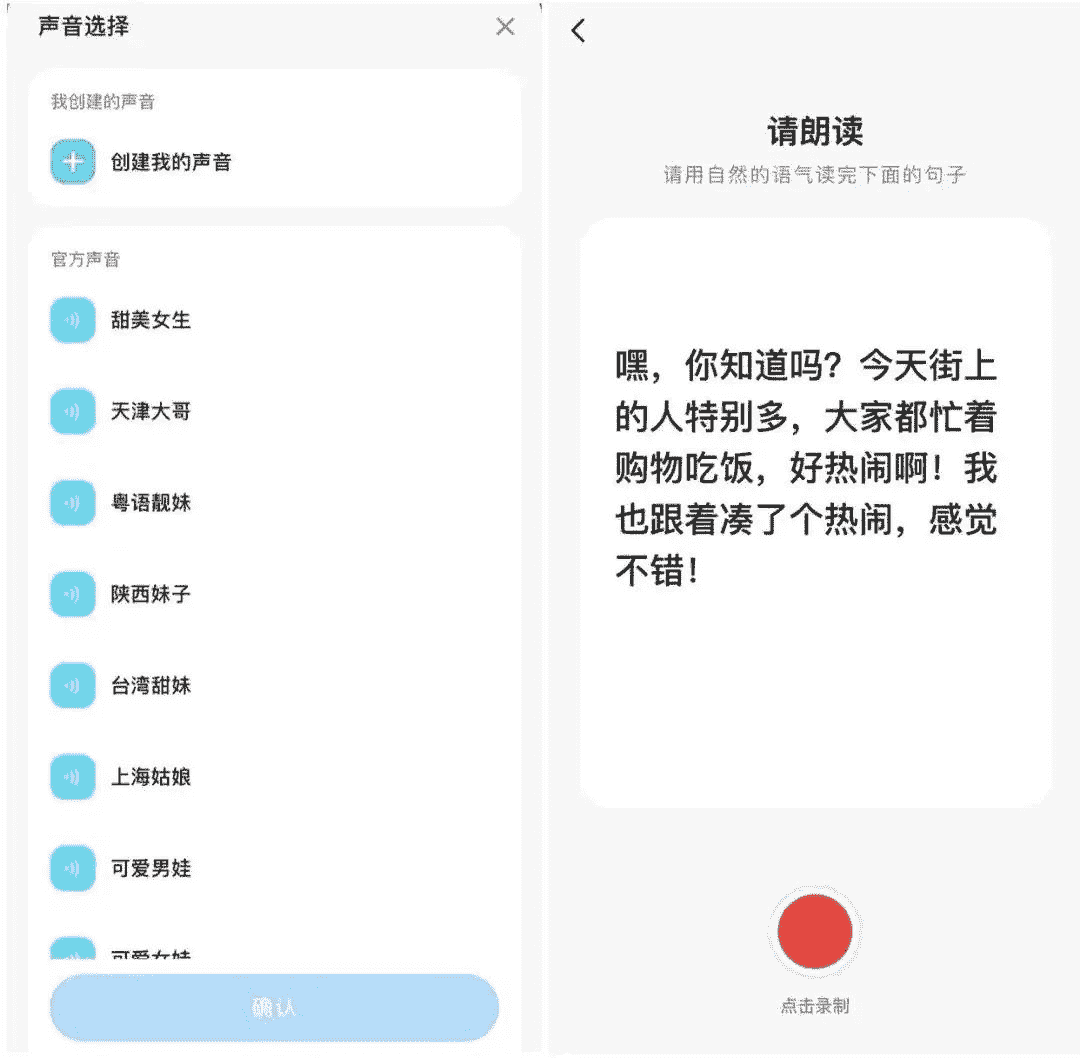 声音选择
我创建的声音
创建我的声音
官方声音
甜美女生
天津大哥
粤语靓妹
陕西妹子
台湾甜妹
上海姑娘
可爱男娃
可爱女娃
确认
请朗读
请用自然的语气读完下面的句子
嘿，你知道吗？今天街上
的人特别多，大家都忙着
购物吃饭，好热闹啊！我
也跟着凑了个热闹，感觉
不错！
点击录制